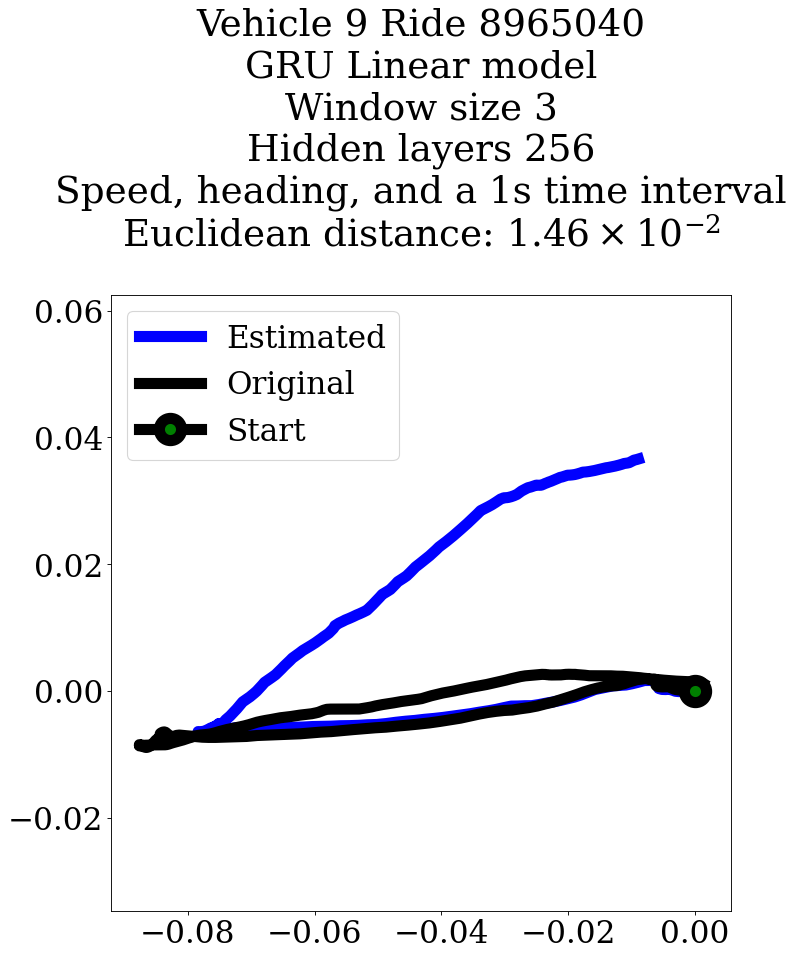 Vehicle 9 Ride 8965040
GRU Linear model
Window size 3
Hidden layers 256
Speed, heading, and a 1s time interval
Euclidean distance: 1.46 × 10⁻²
0.06
0.04
0.02
0.00
−0.02
Estimated
Original
Start
−0.08
−0.06
−0.04
−0.02
0.00